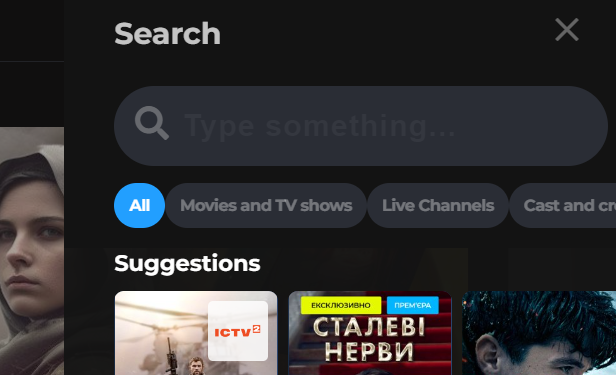 Search
Type something...
All Movies and TV shows Live Channels Cast and cr
Suggestions
ICTV2
ЕКСКЛЮЗИВНО ПРЕМ'ЄРА
СТАЛЕВІ
НЕРВИ